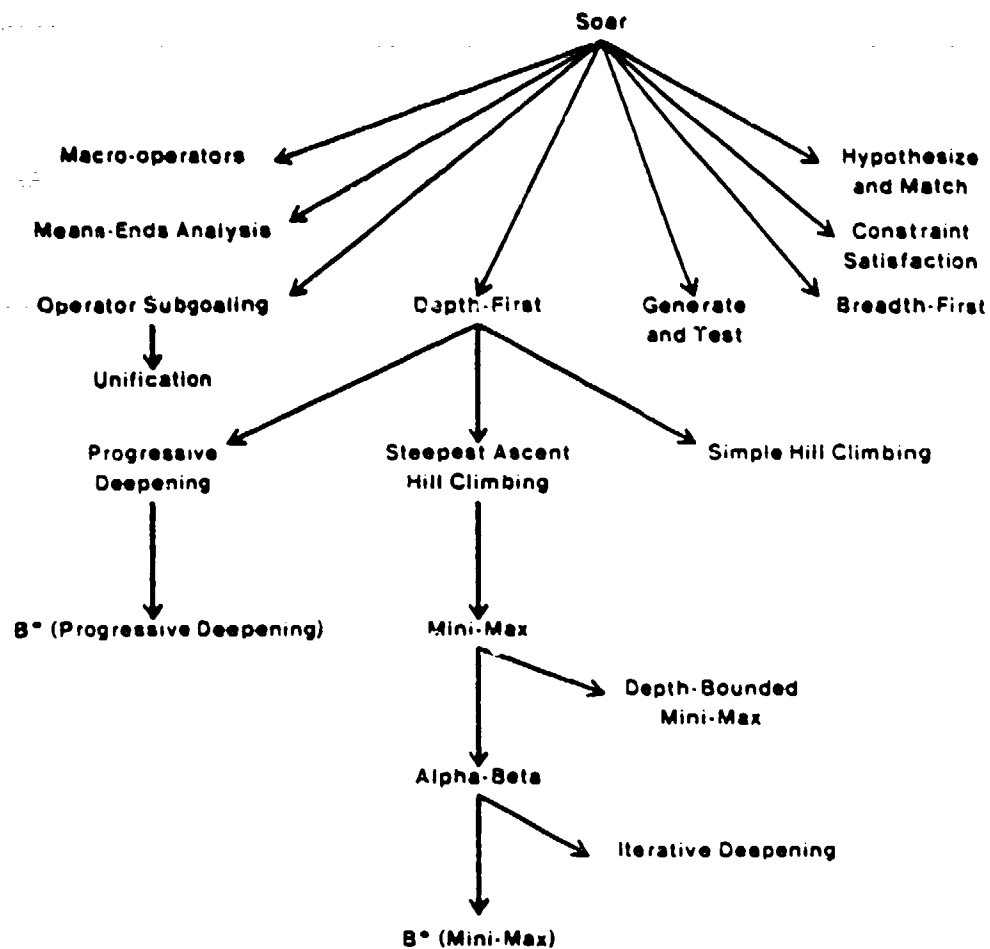 Soar
Macro-operators
Hypothesize
and Match
Means-Ends Analysis
Constraint
Satisfaction
Operator Subgoaling
Depth-First
Generate
and Test
Breadth-First
Unification
Progressive
Deepening
Steepest Ascent
Hill Climbing
Simple Hill Climbing
B* (Progressive Deepening)
Mini-Max
Depth-Bounded
Mini-Max
Alpha-Beta
Iterative Deepening
B* (Mini-Max)